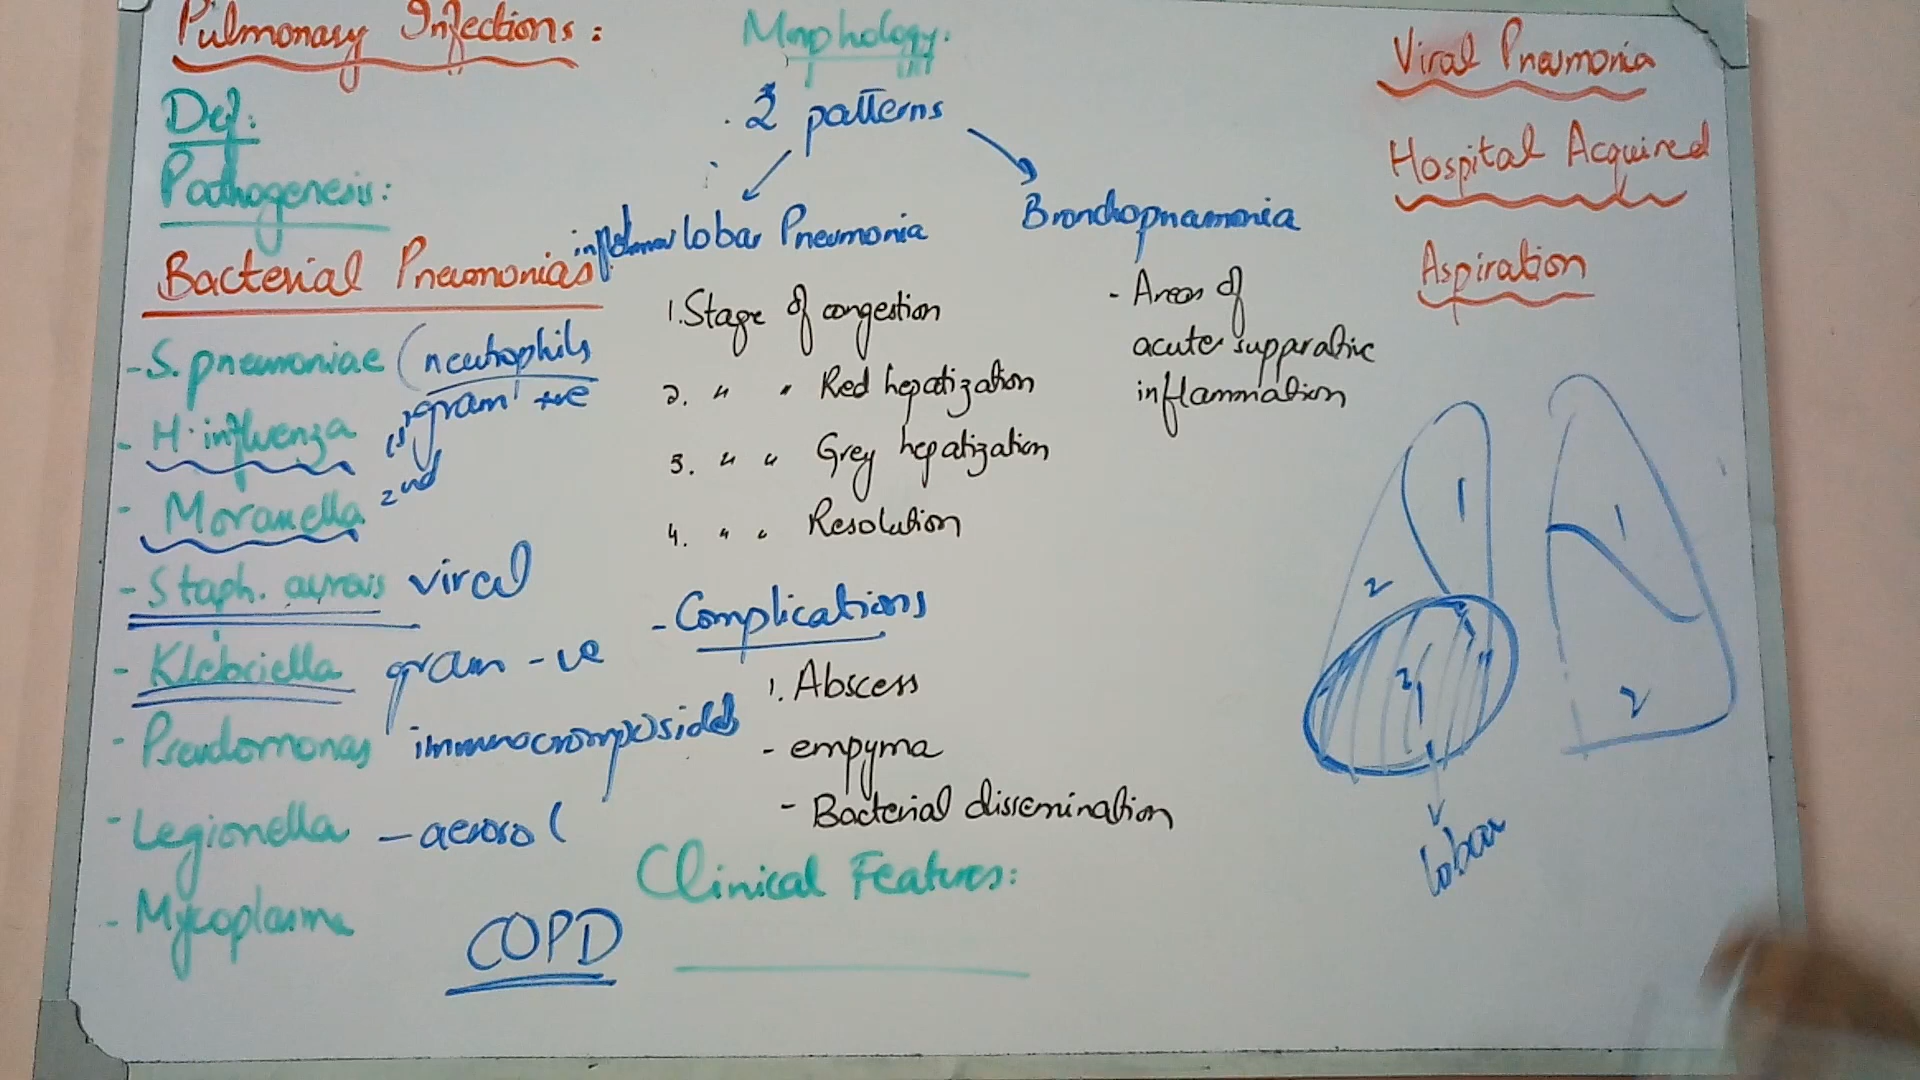 Pulmonary Infections:
Def:
Pathogenesis:
Bacterial Pneumonias
- S. pneumoniae (neutrophils
gram +ve
- H. influenza 1st
- Moraxella 2nd
- Staph. aureus viral
- Klebsiella gram -ve
- Pseudomonas
- Legionella - aerosol
- Mycoplasma
COPD
Morphology:
2 patterns
lobar Pneumonia
1. Stage of congestion
2. " " Red hepatization
3. " " Grey hepatization
4. " " Resolution
- Complications
1. Abscess
- empyma
- Bacterial dissemination
Clinical Features:
Bronchopnamonia
- Areas of
acute supparative
inflammation
Viral Pneumonia
Hospital Acquired
Aspiration
1
2
3
1
2
lobar